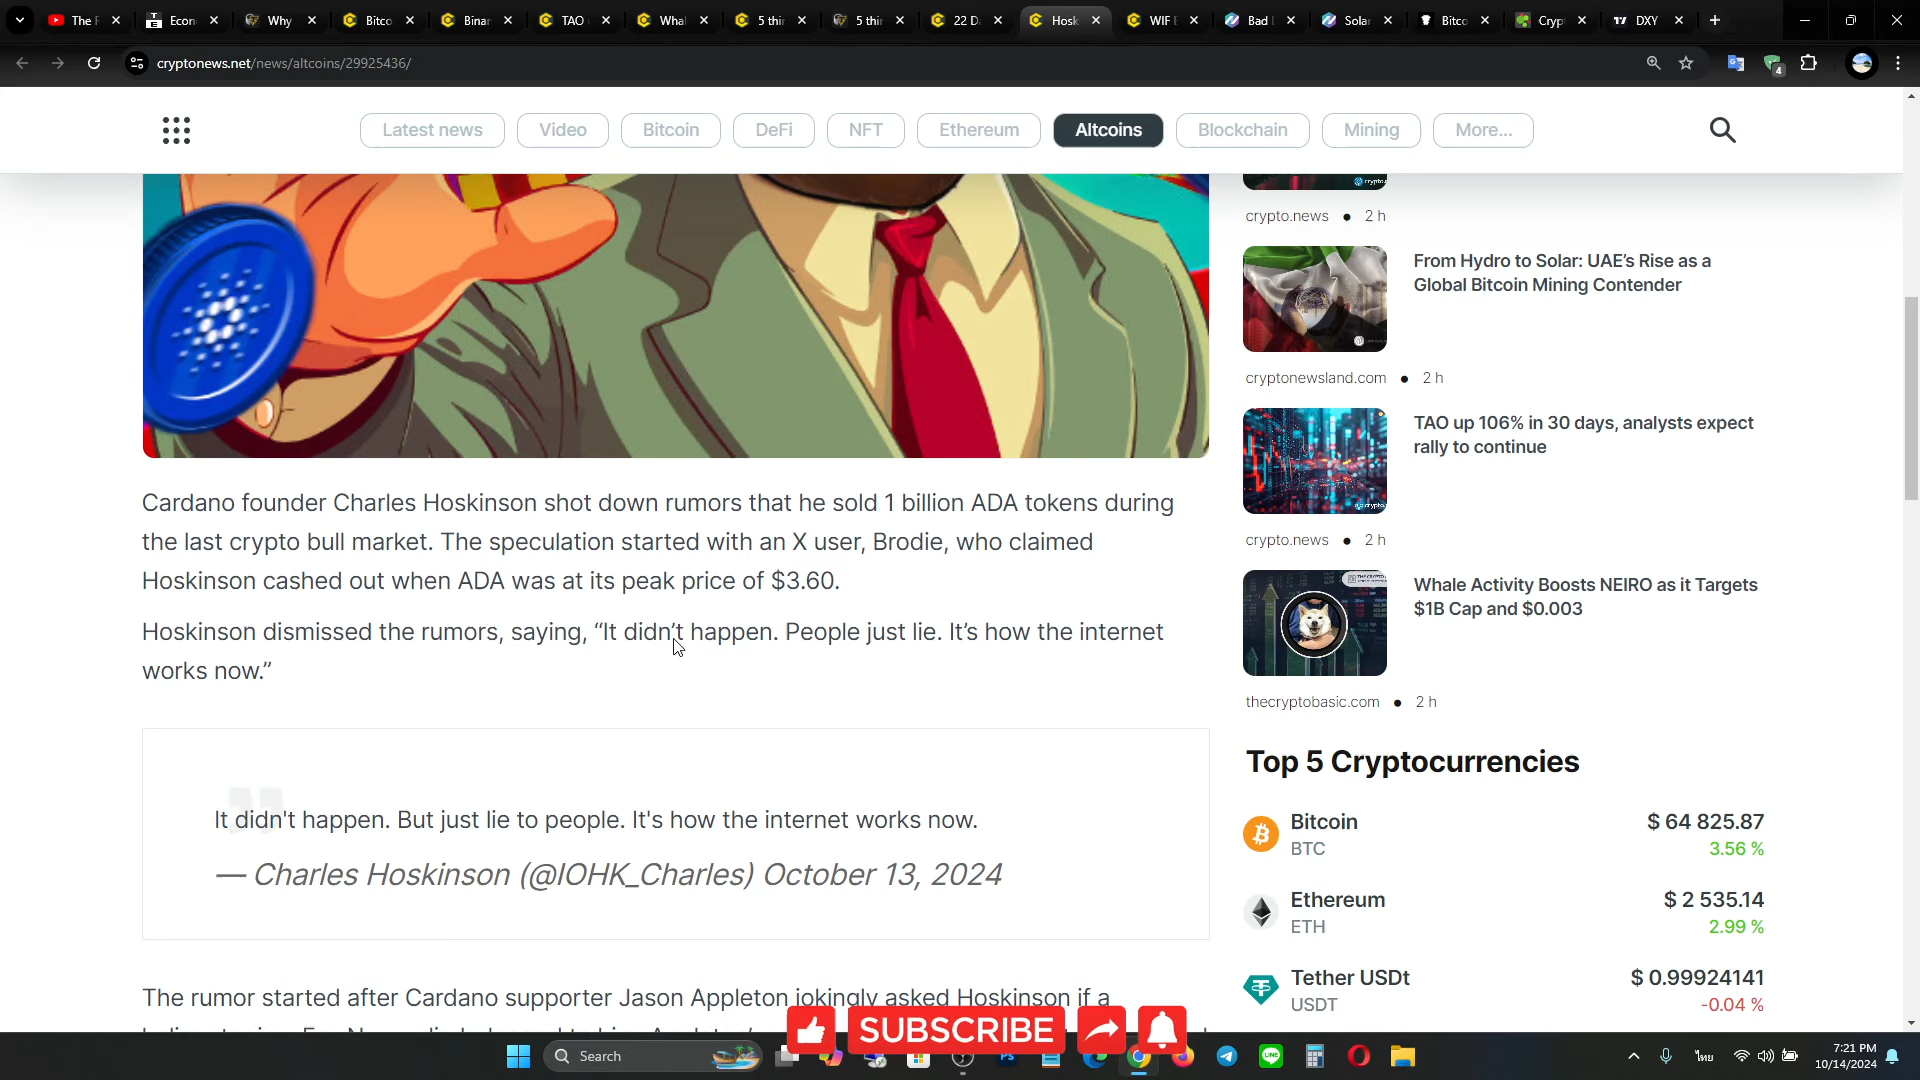 The F
Econ
Why
Bitco
Binar
TAO
Wha
5 thi
5 thi
22 D
Hosk
WIF
Bad
Sola
Bitco
Cryp
DXY
cryptonews.net/news/altcoins/29925436/
4
Latest news
Video
Bitcoin
DeFi
NFT
Ethereum
Altcoins
Blockchain
Mining
More...
crypto.news ● 2 h
From Hydro to Solar: UAE’s Rise as a
Global Bitcoin Mining Contender
cryptonewsland.com ● 2 h
TAO up 106% in 30 days, analysts expect
rally to continue
crypto.news ● 2 h
Whale Activity Boosts NEIRO as it Targets
$1B Cap and $0.003
thecryptobasic.com ● 2 h
Cardano founder Charles Hoskinson shot down rumors that he sold 1 billion ADA tokens during
the last crypto bull market. The speculation started with an X user, Brodie, who claimed
Hoskinson cashed out when ADA was at its peak price of $3.60.
Hoskinson dismissed the rumors, saying, “It didn’t happen. People just lie. It’s how the internet
works now.”
It didn't happen. But just lie to people. It's how the internet works now.
— Charles Hoskinson (@IOHK_Charles) October 13, 2024
The rumor started after Cardano supporter Jason Appleton jokingly asked Hoskinson if a
Top 5 Cryptocurrencies
Bitcoin $ 64 825.87
BTC 3.56 %
Ethereum $ 2 535.14
ETH 2.99 %
Tether USDt $ 0.99924141
USDT -0.04 %
SUBSCRIBE
Search
ไทย
7:21 PM
10/14/2024